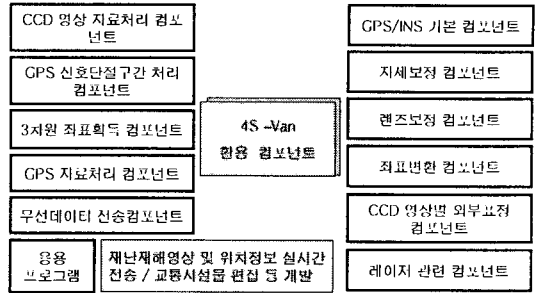 CCD 영상 자료처리 컴포
넌트
GPS 신호단절구간 처리
컴포넌트
3차원 좌표획득 컴포넌트
GPS 자료처리 컴포넌트
무선데이터 전송컴포넌트
응용
프로그램
재난재해영상 및 위치정보 실시간
전송 / 교통시설물 편집 등 개발
4S -Van
활용 컴포넌트
GPS/INS 기본 컴포넌트
자세보정 컴포넌트
렌즈보정 컴포넌트
좌표변환 컴포넌트
CCD 영상별 외부표정
컴포넌트
레이저 관련 컴포넌트